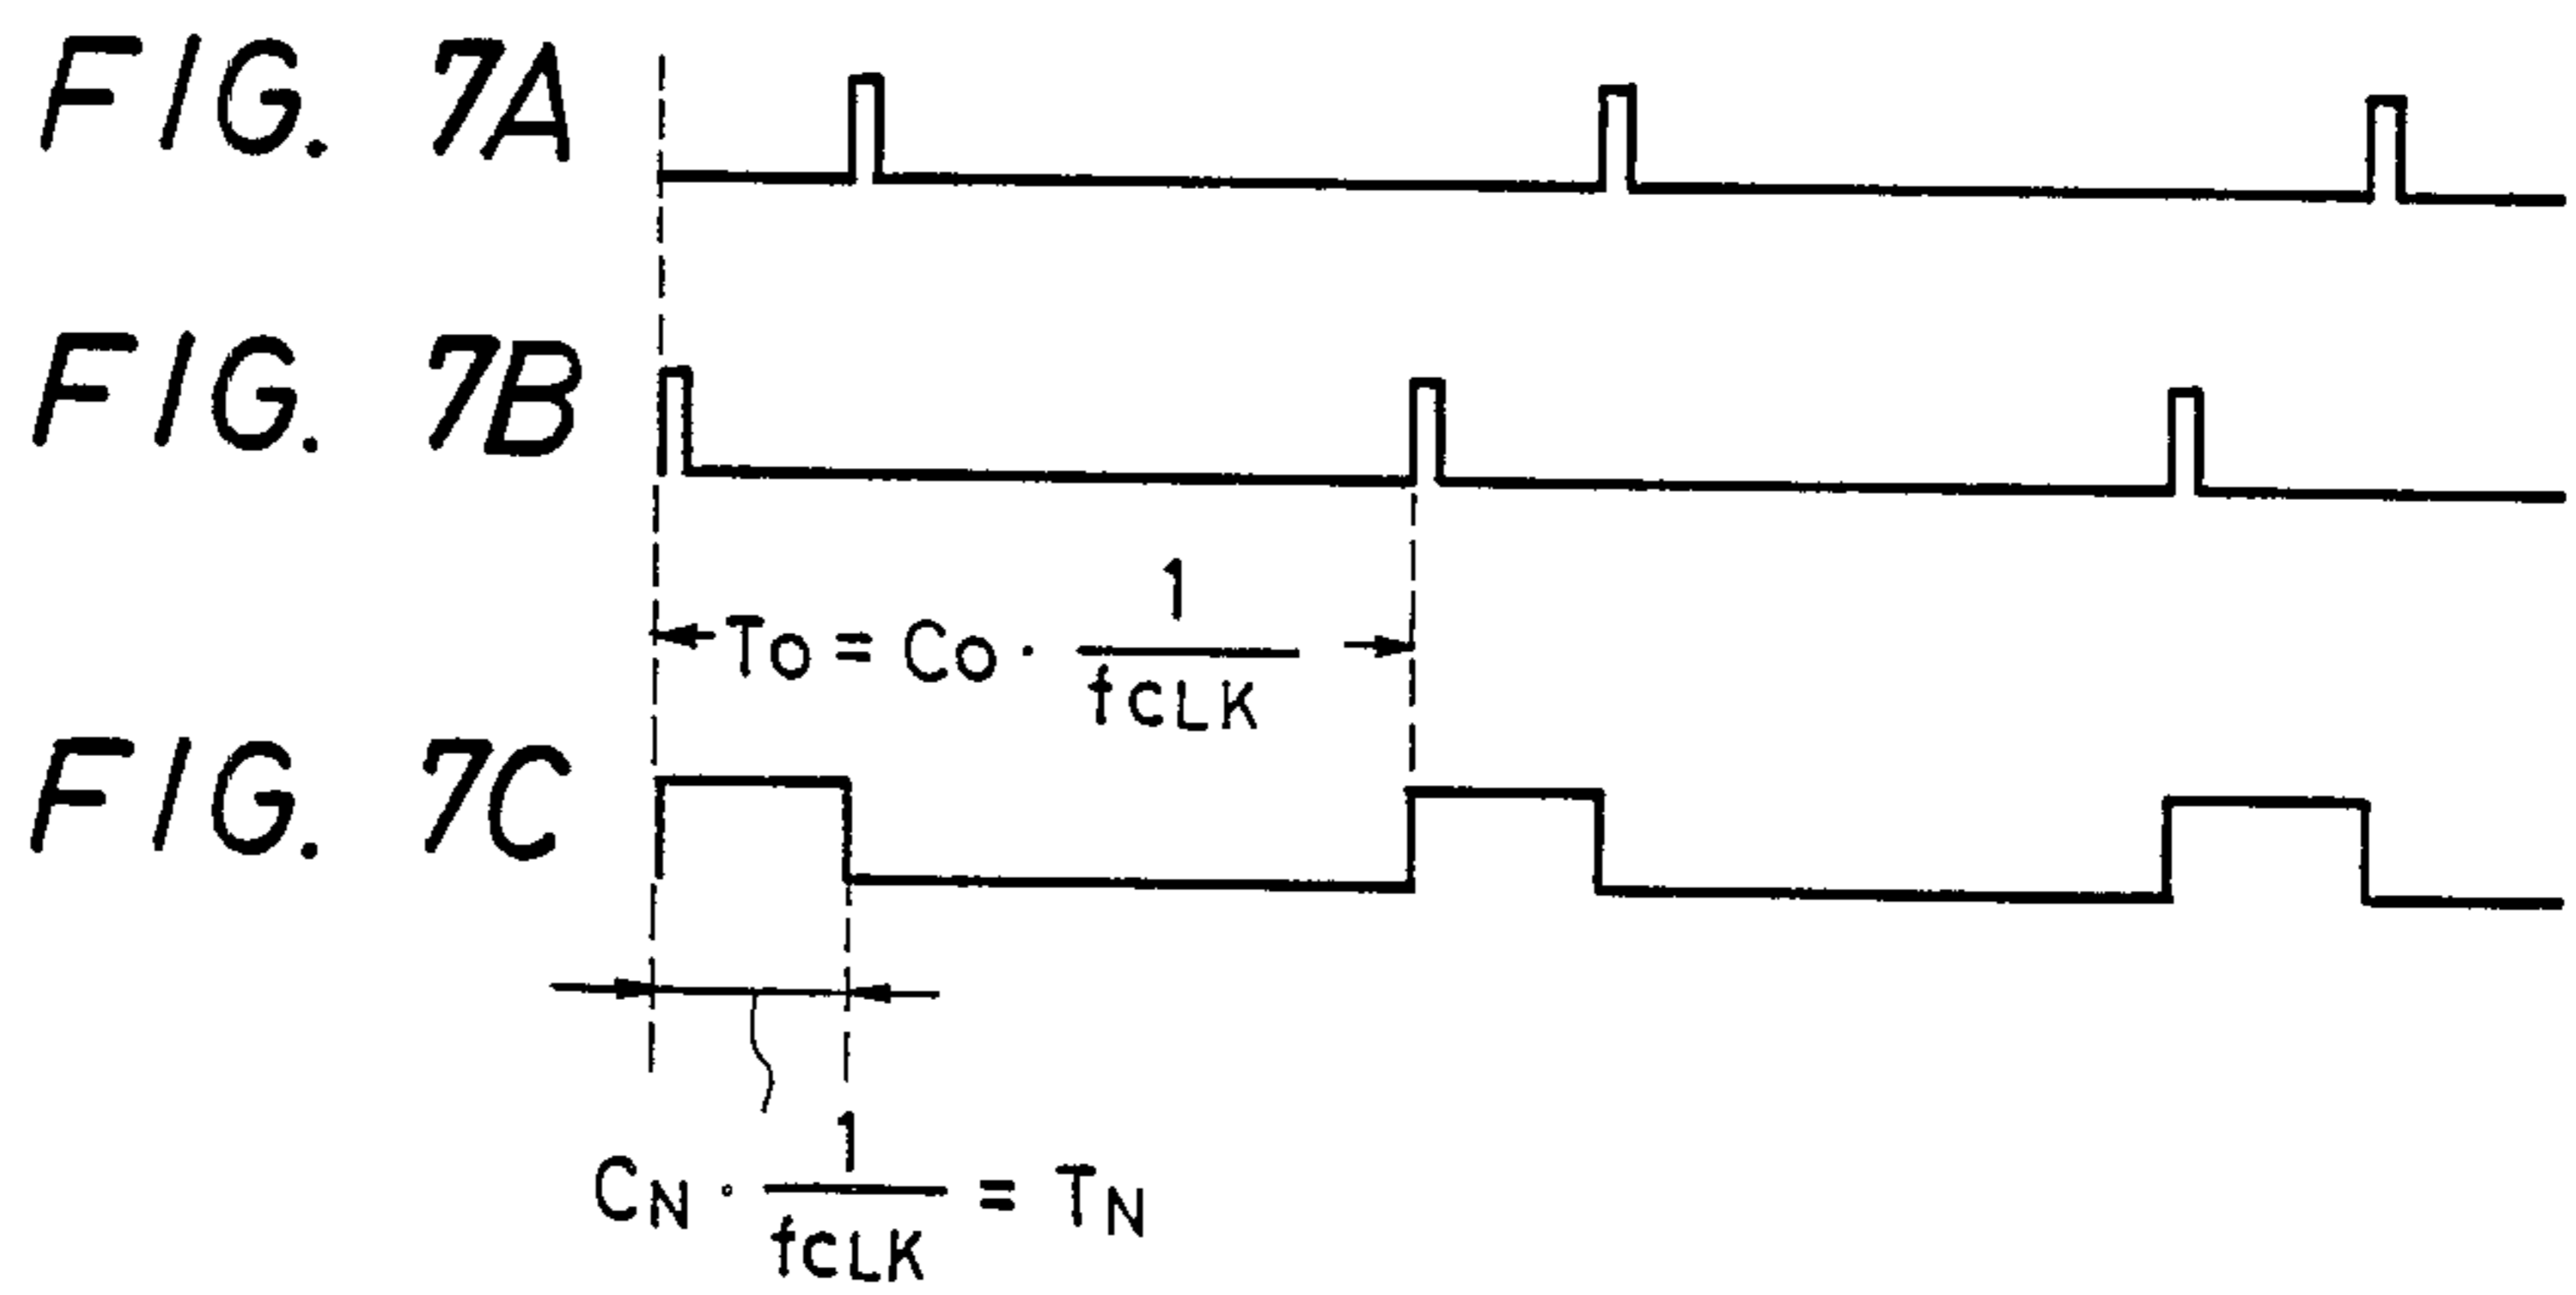 FIG. 7A
FIG. 7B
To = Co · 1/fCLK
FIG. 7C
CN · 1/fCLK = TN